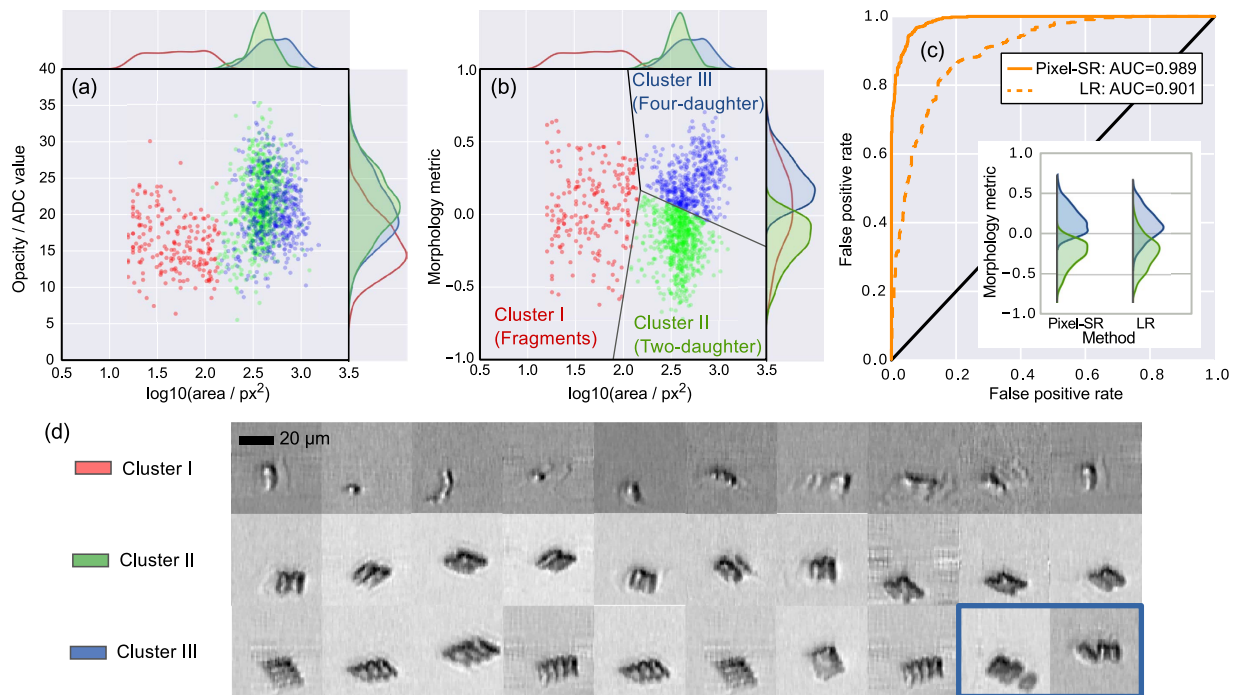 (a)
Opacity / ADC value
40
35
30
25
20
15
10
5
0
0.5
1.0
1.5
2.0
2.5
3.0
3.5
log10(area / px²)
(b)
Cluster III
(Four-daughter)
Morphology metric
1.0
0.5
0.0
−0.5
−1.0
Cluster I
(Fragments)
Cluster II
(Two-daughter)
0.5
1.0
1.5
2.0
2.5
3.0
3.5
log10(area / px²)
(c)
Pixel-SR: AUC=0.989
LR: AUC=0.901
False positive rate
1.0
0.8
0.6
0.4
0.2
0.0
Morphology metric
1.0
0.5
0.0
−0.5
−1.0
Pixel-SR
LR
Method
0.0
0.2
0.4
0.6
0.8
1.0
False positive rate
(d)
20 μm
Cluster I
Cluster II
Cluster III